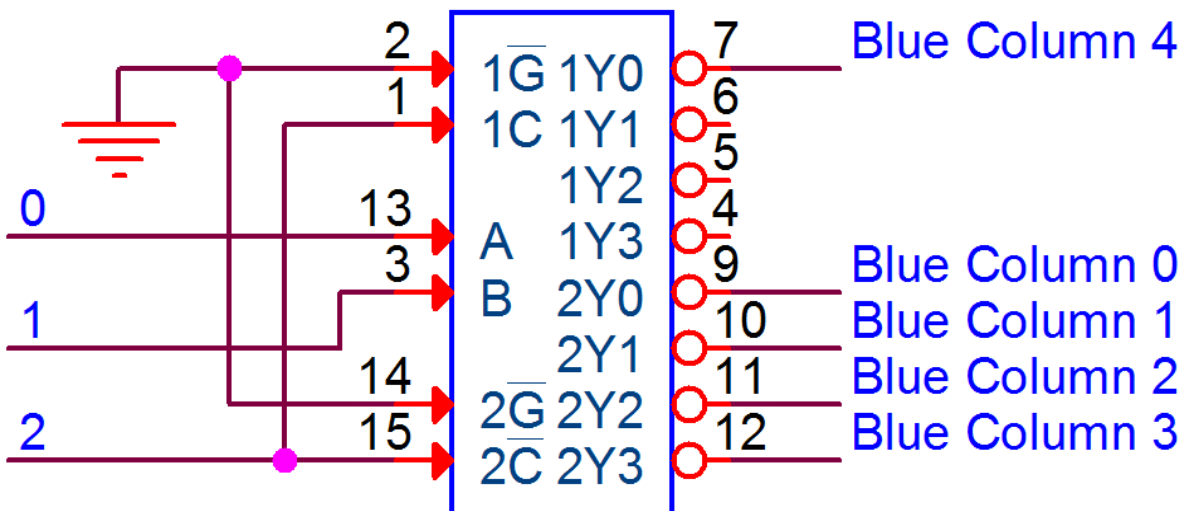 2 1G̅ 1Y0 7 Blue Column 4
1 1C 1Y1 6
1Y2 5
0 13 A 1Y3 4
3 B 2Y0 9 Blue Column 0
1 2Y1 10 Blue Column 1
14 2G̅ 2Y2 11 Blue Column 2
2 15 2C̅ 2Y3 12 Blue Column 3